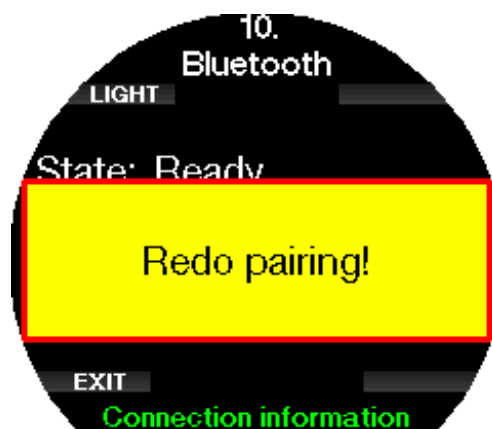 10.
Bluetooth
LIGHT
State: Ready
Redo pairing!
EXIT
Connection information